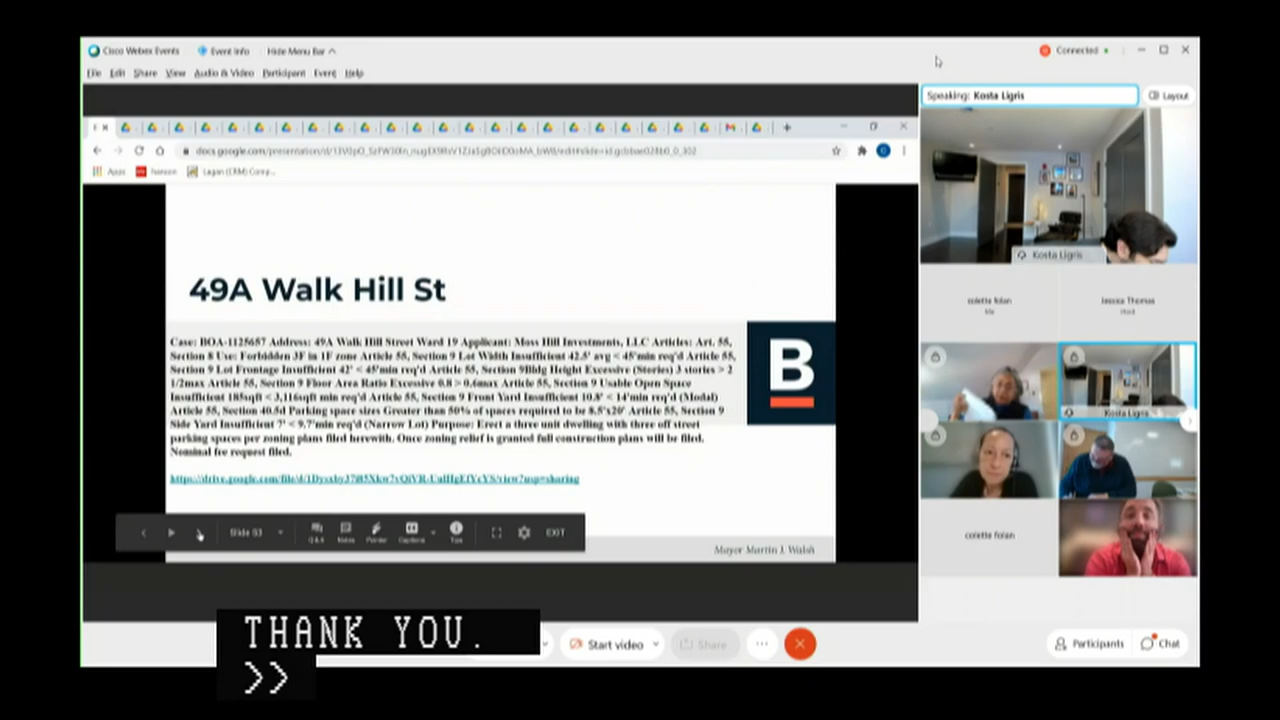 Cisco Webex Events
Event Info
Hide Menu Bar
Connected
File Edit Share View Audio & Video Participant Event Help
Speaking: Kosta Ligris
Layout
Apps
Lagan (CRM) Comp...
Kosta Ligris
49A Walk Hill St
colette folan
Me
Jessica Thomas
Host
Case: BOA-1125657 Address: 49A Walk Hill Street Ward 19 Applicant: Moss Hill Investments, LLC Articles: Art. 55,
Section 8 Use: Forbidden 3F in 1F zone Article 55, Section 9 Lot Width Insufficient 42.5' avg < 45'min req'd Article 55,
Section 9 Lot Frontage Insufficient 42' < 45'min req'd Article 55, Section 9Bldg Height Excessive (Stories) 3 stories > 2
1/2max Article 55, Section 9 Floor Area Ratio Excessive 0.8 > 0.6max Article 55, Section 9 Usable Open Space
Insufficient 185sqft < 3,116sqft min req'd Article 55, Section 9 Front Yard Insufficient 10.8' < 14'min req'd (Modal)
Article 55, Section 40.5d Parking space sizes Greater than 50% of spaces required to be 8.5'x20' Article 55, Section 9
Side Yard Insufficient 7' < 9.7'min req'd (Narrow Lot) Purpose: Erect a three unit dwelling with three off street
parking spaces per zoning plans filed herewith. Once zoning relief is granted full construction plans will be filed.
Nominal fee request filed.
B
Kosta Ligris
Slide 53
Q&A
Notes
Pointer
Captions
Tips
EXIT
Mayor Martin J. Walsh
colette folan
THANK YOU.
>>
Start video
Share
Participants
Chat